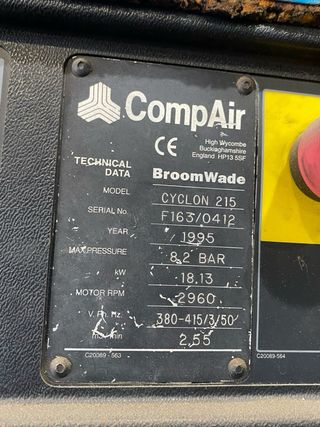 CompAir
CE High Wycombe
Buckinghamshire
England HP13 5SF
TECHNICAL DATA BroomWade
MODEL CYCLON 215
SERIAL No F163/0412
YEAR 1995
MAX.PRESSURE 8.2 BAR
kW 18.13
MOTOR RPM 2960
V. Ph. Hz. 380-415/3/50
m3/min 2.55
C20089 - 563
C20089-564